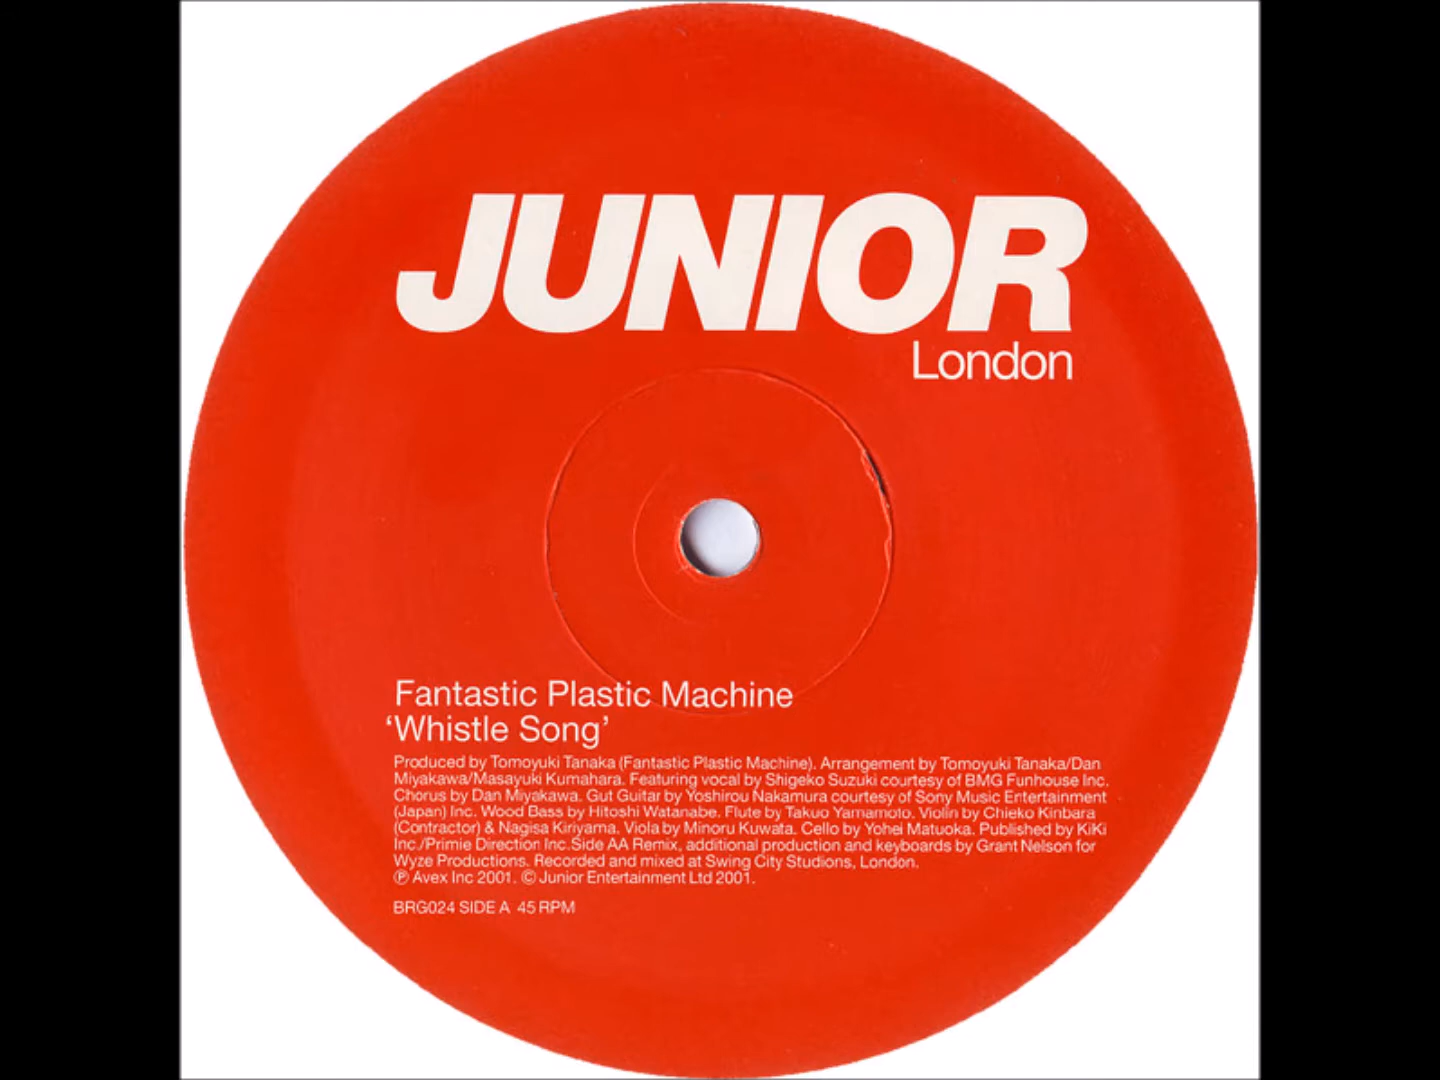 JUNIOR
London
Fantastic Plastic Machine
‘Whistle Song’
Produced by Tomoyuki Tanaka (Fantastic Plastic Machine). Arrangement by Tomoyuki Tanaka/Dan
Miyakawa/Masayuki Kumahara. Featuring vocal by Shigeko Suzuki courtesy of BMG Funhouse Inc.
Chorus by Dan Miyakawa. Gut Guitar by Yoshirou Nakamura courtesy of Sony Music Entertainment
(Japan) Inc. Wood Bass by Hitoshi Watanabe. Flute by Takuo Yamamoto. Violin by Chieko Kinbara
(Contractor) & Nagisa Kiriyama. Viola by Minoru Kuwata. Cello by Yohei Matuoka. Published by KiKi
Inc./Primie Direction Inc.Side AA Remix, additional production and keyboards by Grant Nelson for
Wyze Productions. Recorded and mixed at Swing City Studions, London.
℗ Avex Inc 2001. © Junior Entertainment Ltd 2001.
BRG024 SIDE A 45 RPM